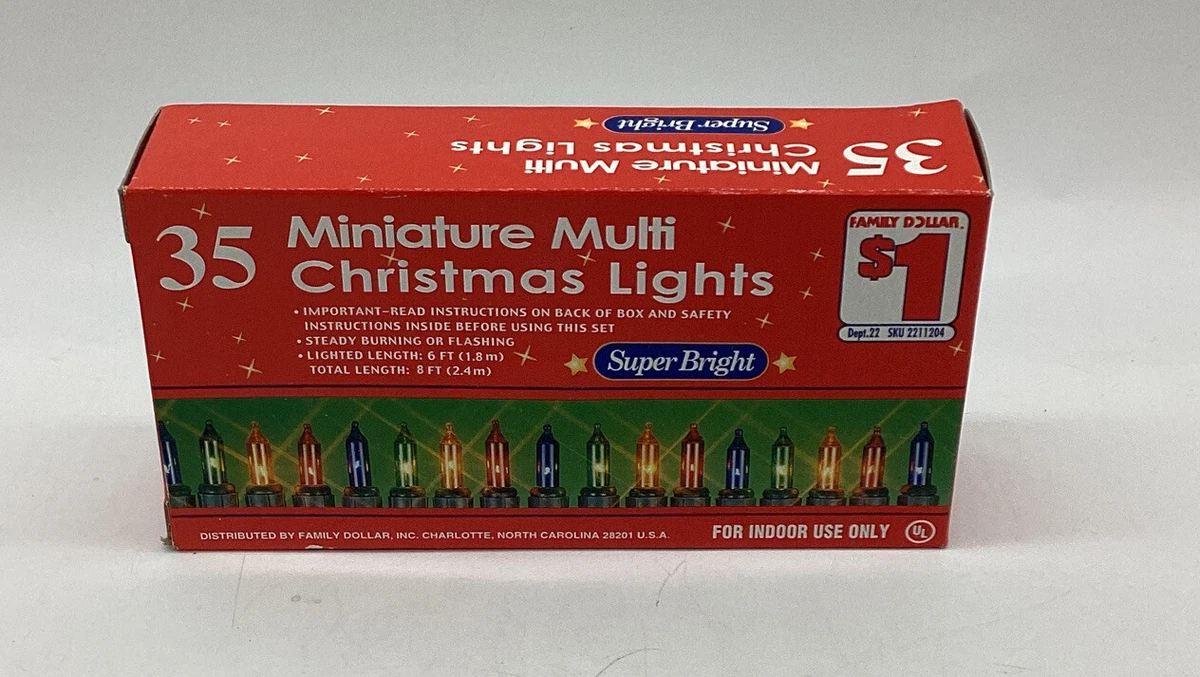 Super Bright
35 Miniature Multi
Christmas Lights
35
Miniature Multi
Christmas Lights
• IMPORTANT–READ INSTRUCTIONS ON BACK OF BOX AND SAFETY
INSTRUCTIONS INSIDE BEFORE USING THIS SET
• STEADY BURNING OR FLASHING
• LIGHTED LENGTH: 6 FT (1.8m)
TOTAL LENGTH: 8 FT (2.4m)
Super Bright
FAMILY DOLLAR.
$1
Dept.22 SKU 2211204
DISTRIBUTED BY FAMILY DOLLAR, INC. CHARLOTTE, NORTH CAROLINA 28201 U.S.A.
FOR INDOOR USE ONLY
UL